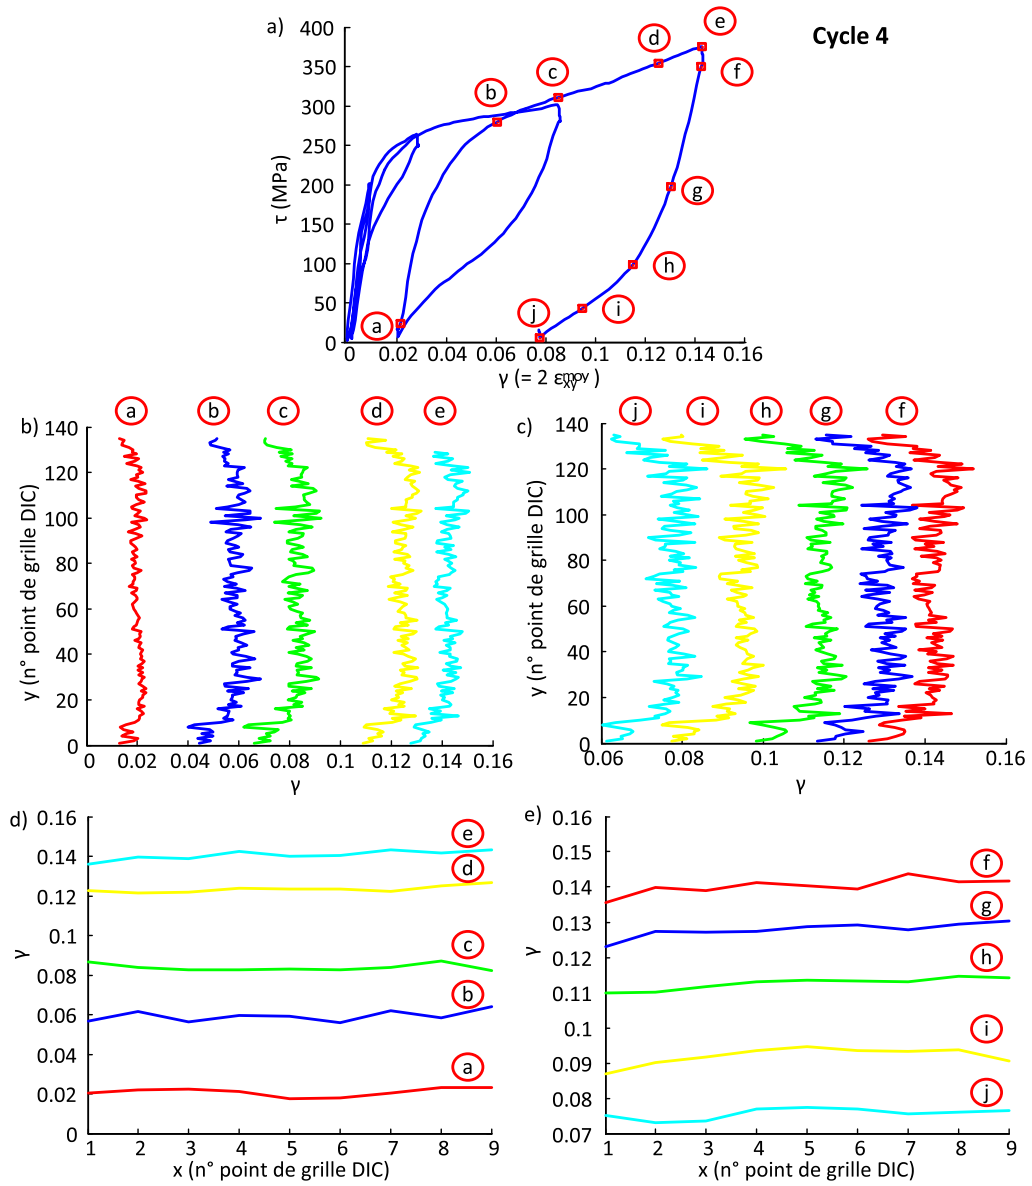 a)
Cycle 4
τ (MPa)
400
350
300
250
200
150
100
50
0
0 0.02 0.04 0.06 0.08 0.1 0.12 0.14 0.16
γ (= 2 ε moy xy )
a
b
c
d
e
f
g
h
i
j
b)
a b c d e
y (n° point de grille DIC)
140
120
100
80
60
40
20
0
0 0.02 0.04 0.06 0.08 0.1 0.12 0.14 0.16
γ
c)
j i h g f
y (n° point de grille DIC)
140
120
100
80
60
40
20
0
0.06 0.08 0.1 0.12 0.14 0.16
γ
d)
γ
0.16
0.14
0.12
0.1
0.08
0.06
0.04
0.02
0
e
d
c
b
a
1 2 3 4 5 6 7 8 9
x (n° point de grille DIC)
e)
γ
0.16
0.15
0.14
0.13
0.12
0.11
0.1
0.09
0.08
0.07
f
g
h
i
j
1 2 3 4 5 6 7 8 9
x (n° point de grille DIC)